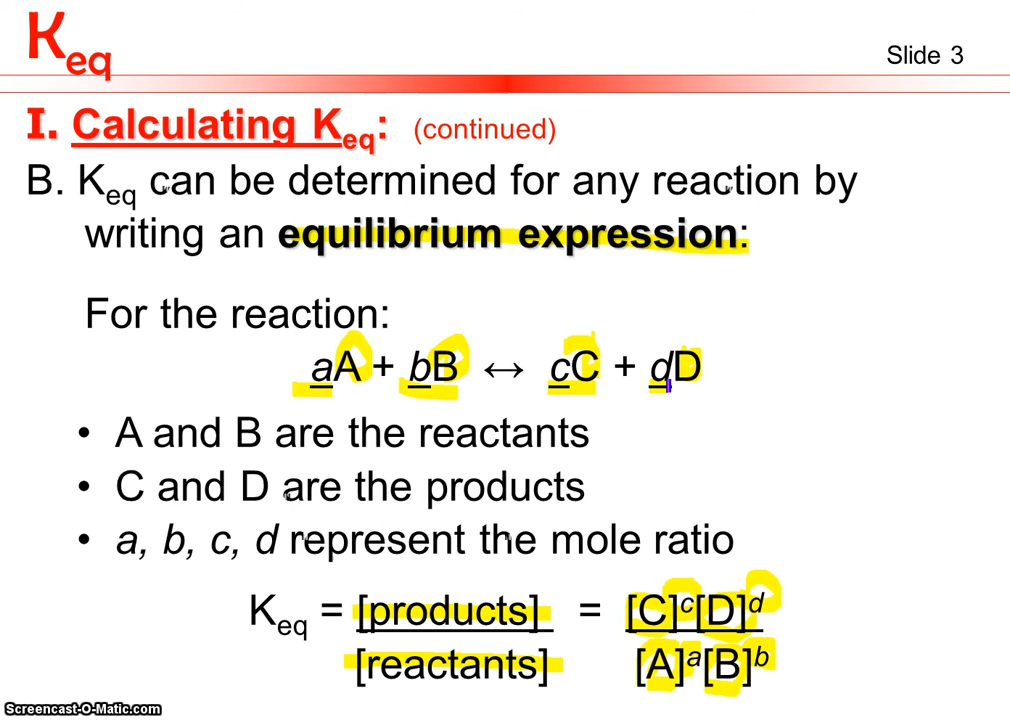 Keq
Slide 3
I. Calculating Keq: (continued)
B. Keq can be determined for any reaction by
writing an equilibrium expression:
For the reaction:
aA + bB ↔ cC + dD
• A and B are the reactants
• C and D are the products
• a, b, c, d represent the mole ratio
Keq = [products] = [C]ᶜ[D]ᵈ
[reactants] [A]ᵃ[B]ᵇ
Screencast-O-Matic.com